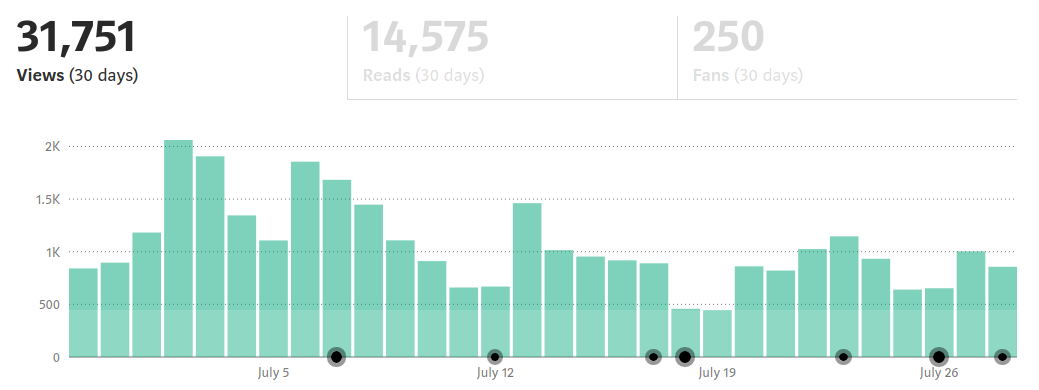 31,751
Views (30 days)
14,575
Reads (30 days)
250
Fans (30 days)
2K
1.5K
1K
500
0
July 5 July 12 July 19 July 26